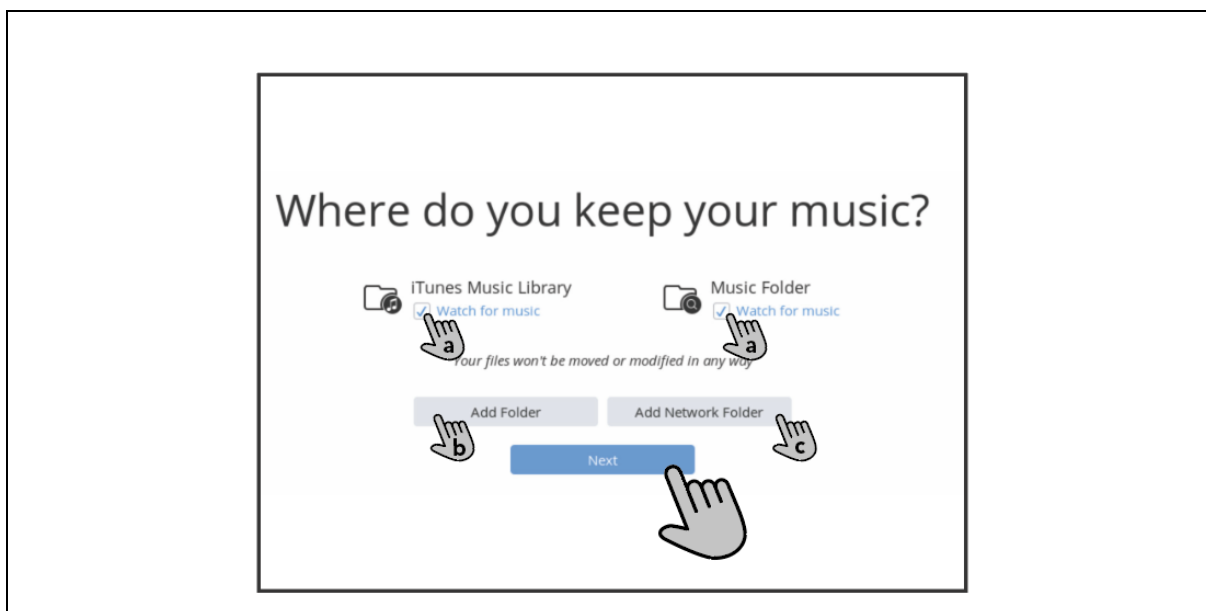 Where do you keep your music?
iTunes Music Library
Music Folder
Watch for music
Watch for music
a
a
Your files won't be moved or modified in any way
Add Folder
Add Network Folder
b
c
Next